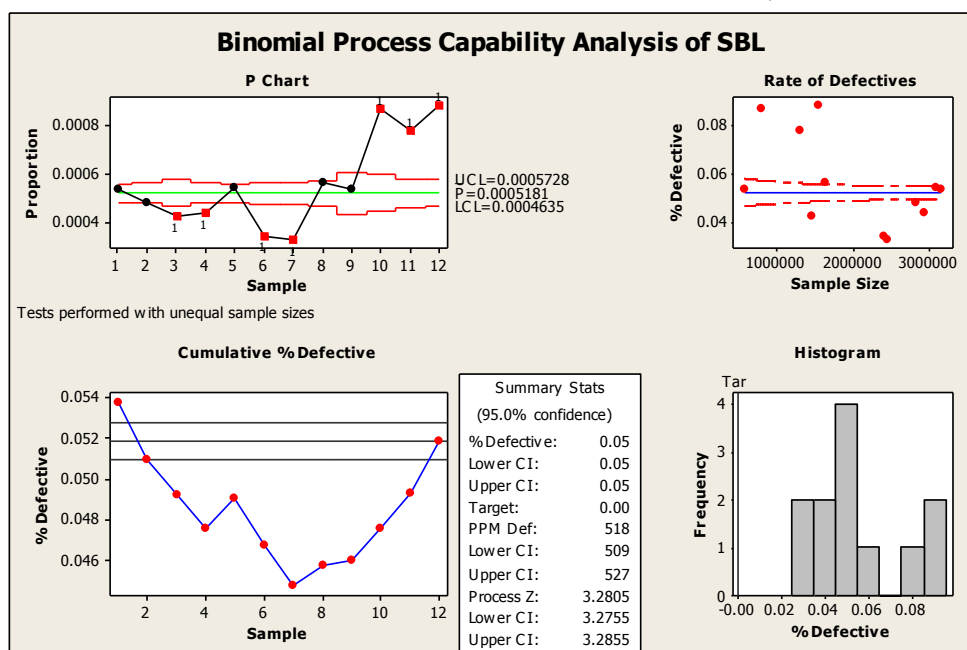 Binomial Process Capability Analysis of SBL
P Chart
Proportion
0.0008
0.0006
0.0004
1
1
1
1
1
1
1
UCL=0.0005728
P=0.0005181
LCL=0.0004635
1 2 3 4 5 6 7 8 9 10 11 12
Sample
Tests performed with unequal sample sizes
Rate of Defectives
%Defective
0.08
0.06
0.04
1000000 2000000 3000000
Sample Size
Cumulative %Defective
%Defective
0.054
0.052
0.050
0.048
0.046
2 4 6 8 10 12
Sample
Summary Stats
(95.0% confidence)
%Defective: 0.05
Lower CI: 0.05
Upper CI: 0.05
Target: 0.00
PPM Def: 518
Lower CI: 509
Upper CI: 527
Process Z: 3.2805
Lower CI: 3.2755
Upper CI: 3.2855
Histogram
Tar
Frequency
4
3
2
1
0
-0.00 0.02 0.04 0.06 0.08
%Defective